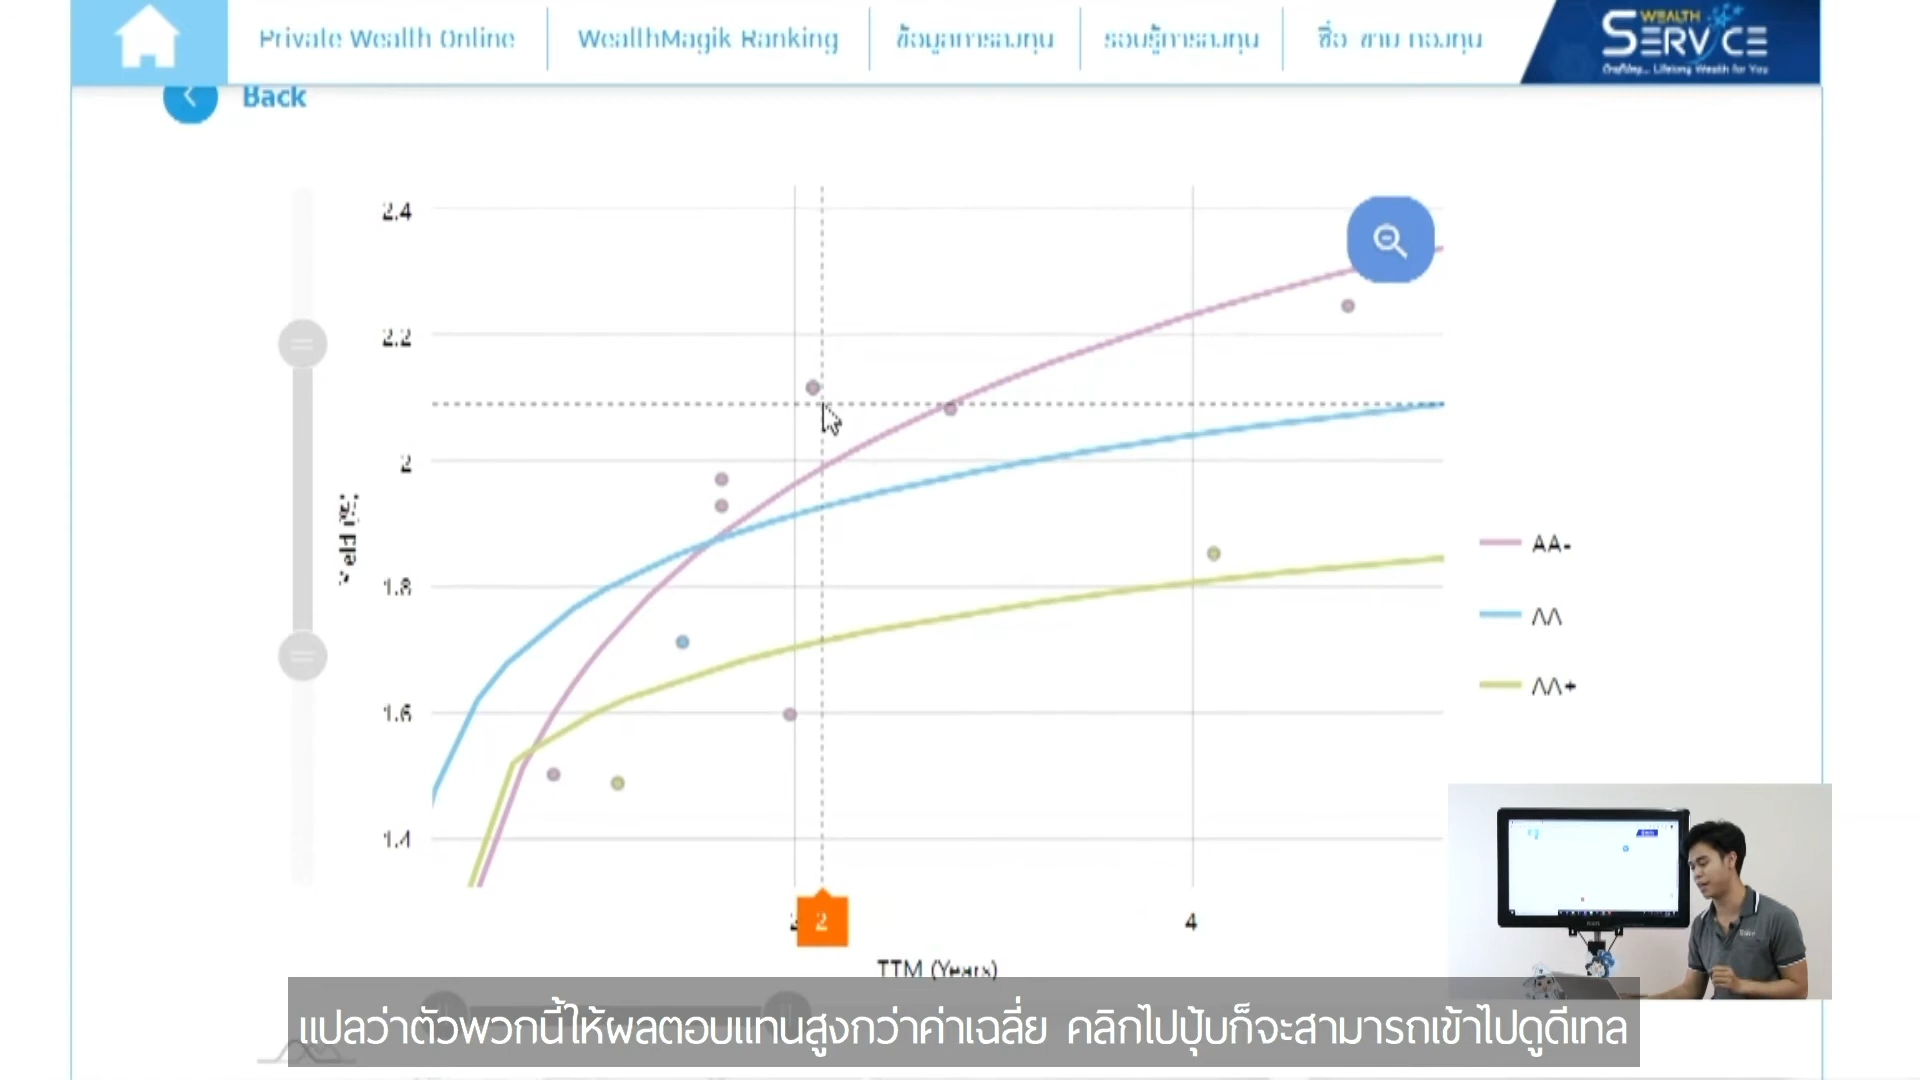 Private Wealth Online
WealthMagik Ranking
ข้อมูลการลงทุน
รอบรู้การลงทุน
ซื้อ ขาย กองทุน
WEALTH
SERVICE
Crafting... Lifelong Wealth for You
Back
2.4
2.2
2
1.8
1.6
1.4
AA-
AA
AA+
2
4
TTM (Years)
แปลว่าตัวพวกนี้ให้ผลตอบแทนสูงกว่าค่าเฉลี่ย คลิกไปปุ้บก็จะสามารถเข้าไปดูดีเทล